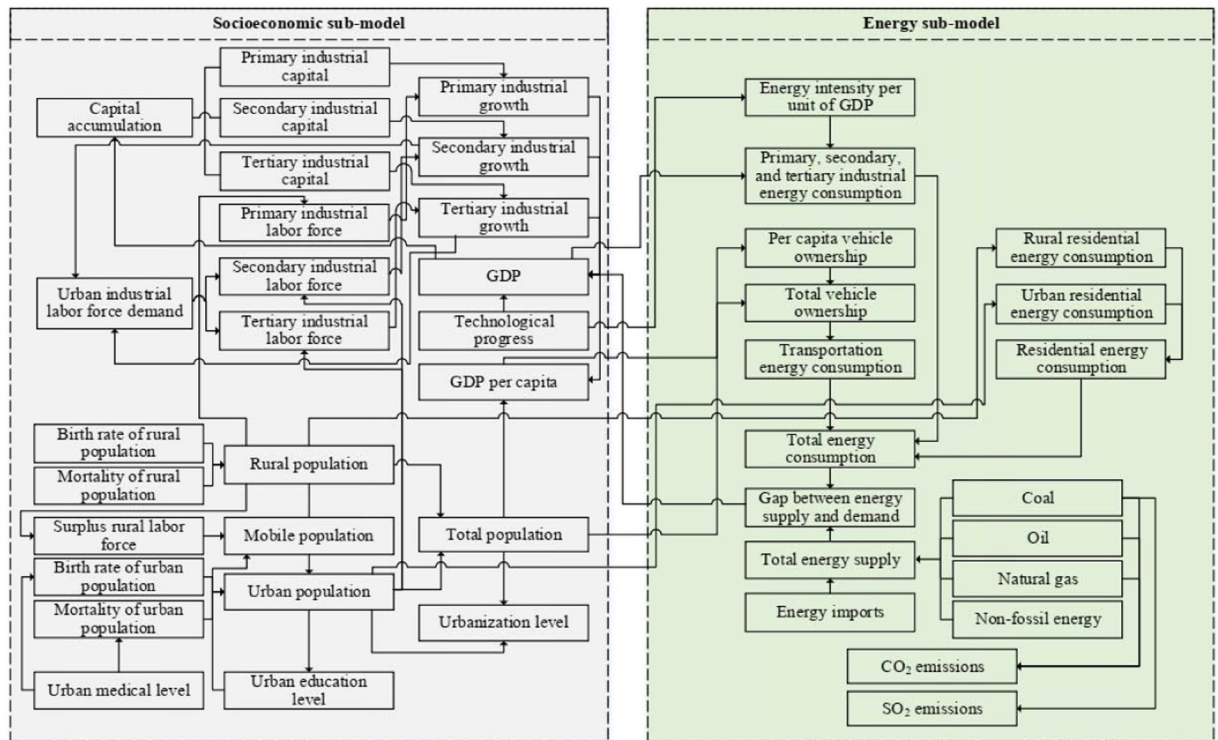 Socioeconomic sub-model
Primary industrial
capital
Capital
accumulation
Secondary industrial
capital
Tertiary industrial
capital
Primary industrial
growth
Secondary industrial
growth
Tertiary industrial
growth
Primary industrial
labor force
Secondary industrial
labor force
Tertiary industrial
labor force
Urban industrial
labor force demand
GDP
Technological
progress
GDP per capita
Birth rate of rural
population
Mortality of rural
population
Rural population
Surplus rural labor
force
Mobile population
Total population
Birth rate of urban
population
Mortality of urban
population
Urban population
Urbanization level
Urban medical level
Urban education
level
Energy sub-model
Energy intensity per
unit of GDP
Primary, secondary,
and tertiary industrial
energy consumption
Per capita vehicle
ownership
Total vehicle
ownership
Transportation
energy consumption
Rural residential
energy consumption
Urban residential
energy consumption
Residential energy
consumption
Total energy
consumption
Gap between energy
supply and demand
Total energy supply
Energy imports
Coal
Oil
Natural gas
Non-fossil energy
CO₂ emissions
SO₂ emissions